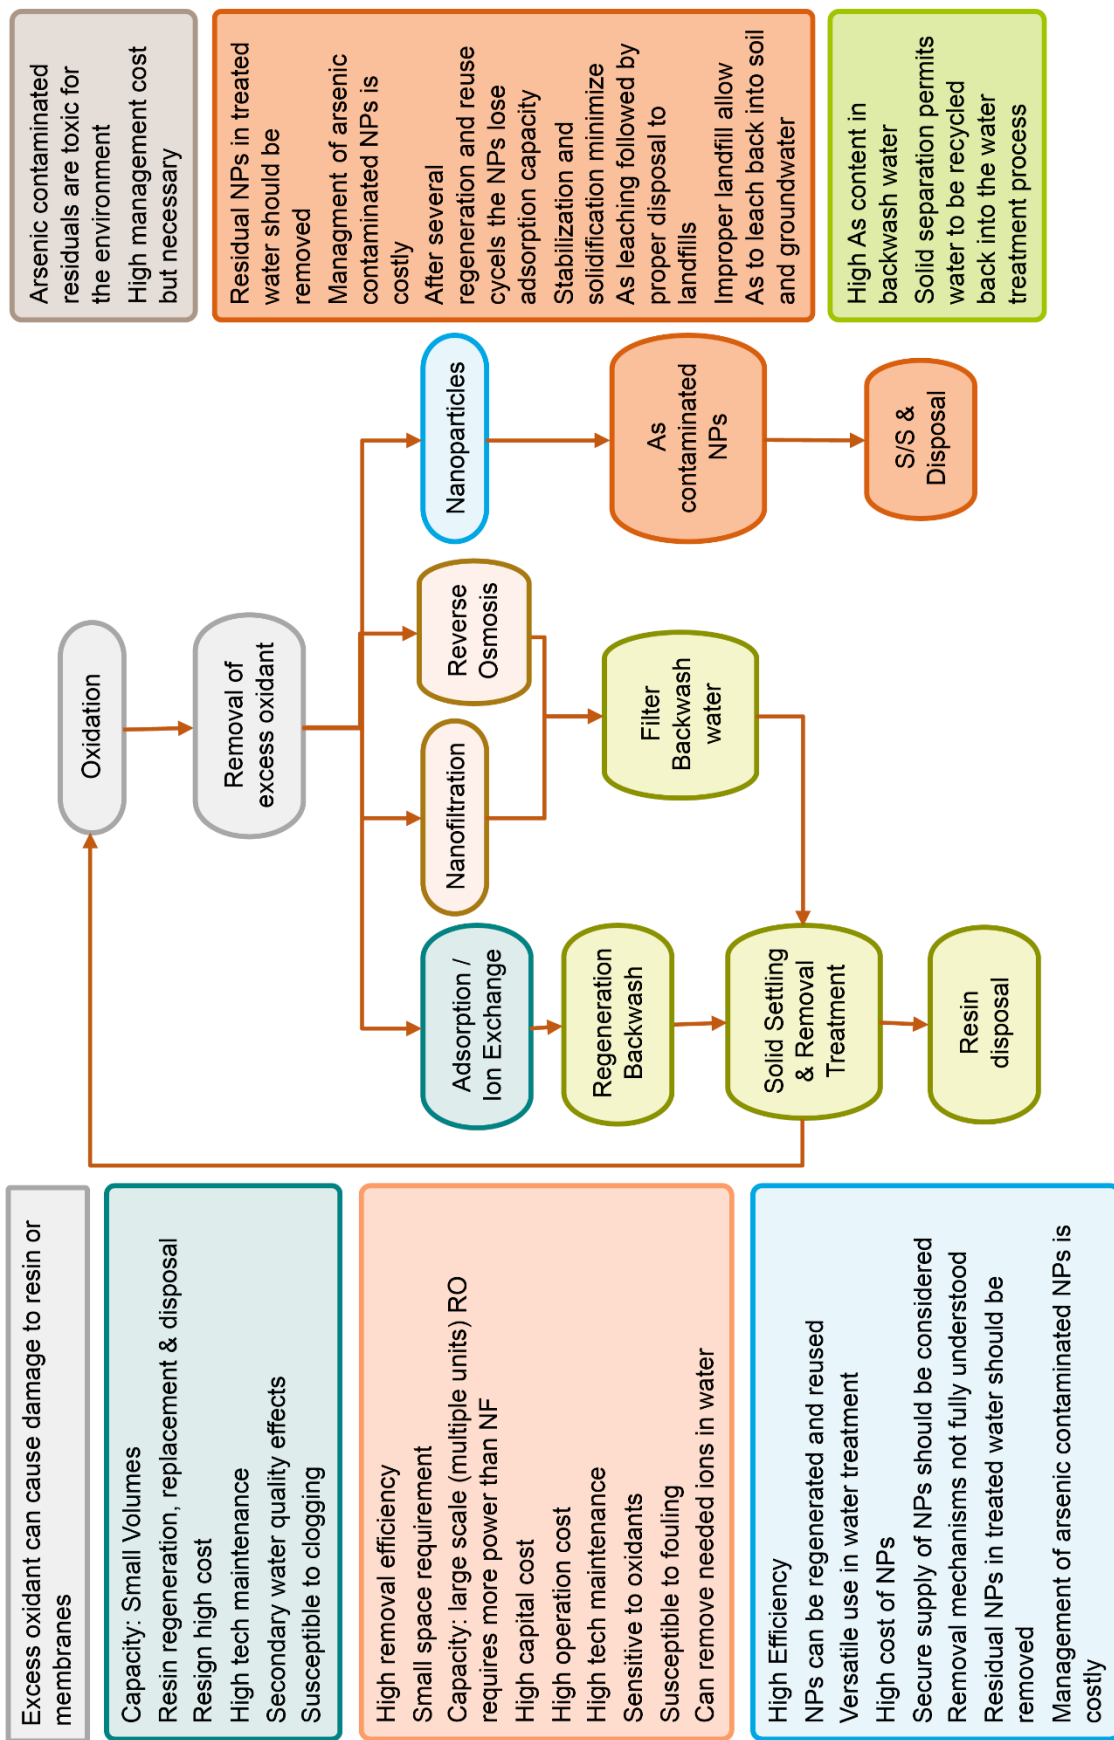 Excess oxidant can cause damage to resin or
membranes
Capacity: Small Volumes
Resin regeneration, replacement & disposal
Resign high cost
High tech maintenance
Secondary water quality effects
Susceptible to clogging
High removal efficiency
Small space requirement
Capacity: large scale (multiple units) RO
requires more power than NF
High capital cost
High operation cost
High tech maintenance
Sensitive to oxidants
Susceptible to fouling
Can remove needed ions in water
High Efficiency
NPs can be regenerated and reused
Versatile use in water treatment
High cost of NPs
Secure supply of NPs should be considered
Removal mechanisms not fully understood
Residual NPs in treated water should be
removed
Management of arsenic contaminated NPs is
costly
Oxidation
Removal of
excess oxidant
Adsorption /
Ion Exchange
Nanofiltration
Reverse
Osmosis
Nanoparticles
Regeneration
Backwash
Filter
Backwash
water
As
contaminated
NPs
Solid Settling
& Removal
Treatment
S/S &
Disposal
Resin
disposal
Arsenic contaminated
residuals are toxic for
the environment
High management cost
but necessary
Residual NPs in treated
water should be
removed
Managment of arsenic
contaminated NPs is
costly
After several
regeneration and reuse
cycels the NPs lose
adsorption capacity
Stabilization and
solidification minimize
As leaching followed by
proper disposal to
landfills
Improper landfill allow
As to leach back into soil
and groundwater
High As content in
backwash water
Solid separation permits
water to be recycled
back into the water
treatment process